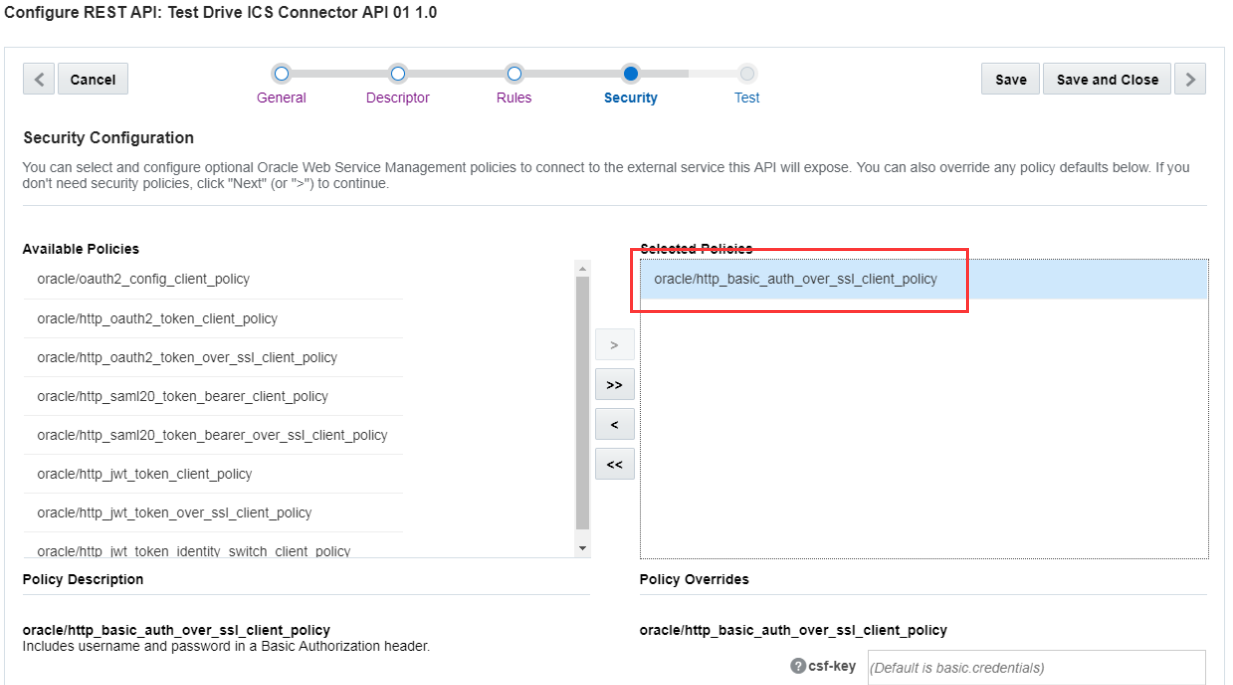 Configure REST API: Test Drive ICS Connector API 01 1.0
< Cancel
General Descriptor Rules Security Test
Save Save and Close >
Security Configuration
You can select and configure optional Oracle Web Service Management policies to connect to the external service this API will expose. You can also override any policy defaults below. If you
don't need security policies, click "Next" (or ">") to continue.
Available Policies
oracle/oauth2_config_client_policy
oracle/http_oauth2_token_client_policy
oracle/http_oauth2_token_over_ssl_client_policy
oracle/http_saml20_token_bearer_client_policy
oracle/http_saml20_token_bearer_over_ssl_client_policy
oracle/http_jwt_token_client_policy
oracle/http_jwt_token_over_ssl_client_policy
oracle/http_jwt_token_identity_switch_client_policy
>
>>
<
<<
Selected Policies
oracle/http_basic_auth_over_ssl_client_policy
Policy Description
oracle/http_basic_auth_over_ssl_client_policy
Includes username and password in a Basic Authorization header.
Policy Overrides
oracle/http_basic_auth_over_ssl_client_policy
? csf-key (Default is basic.credentials)